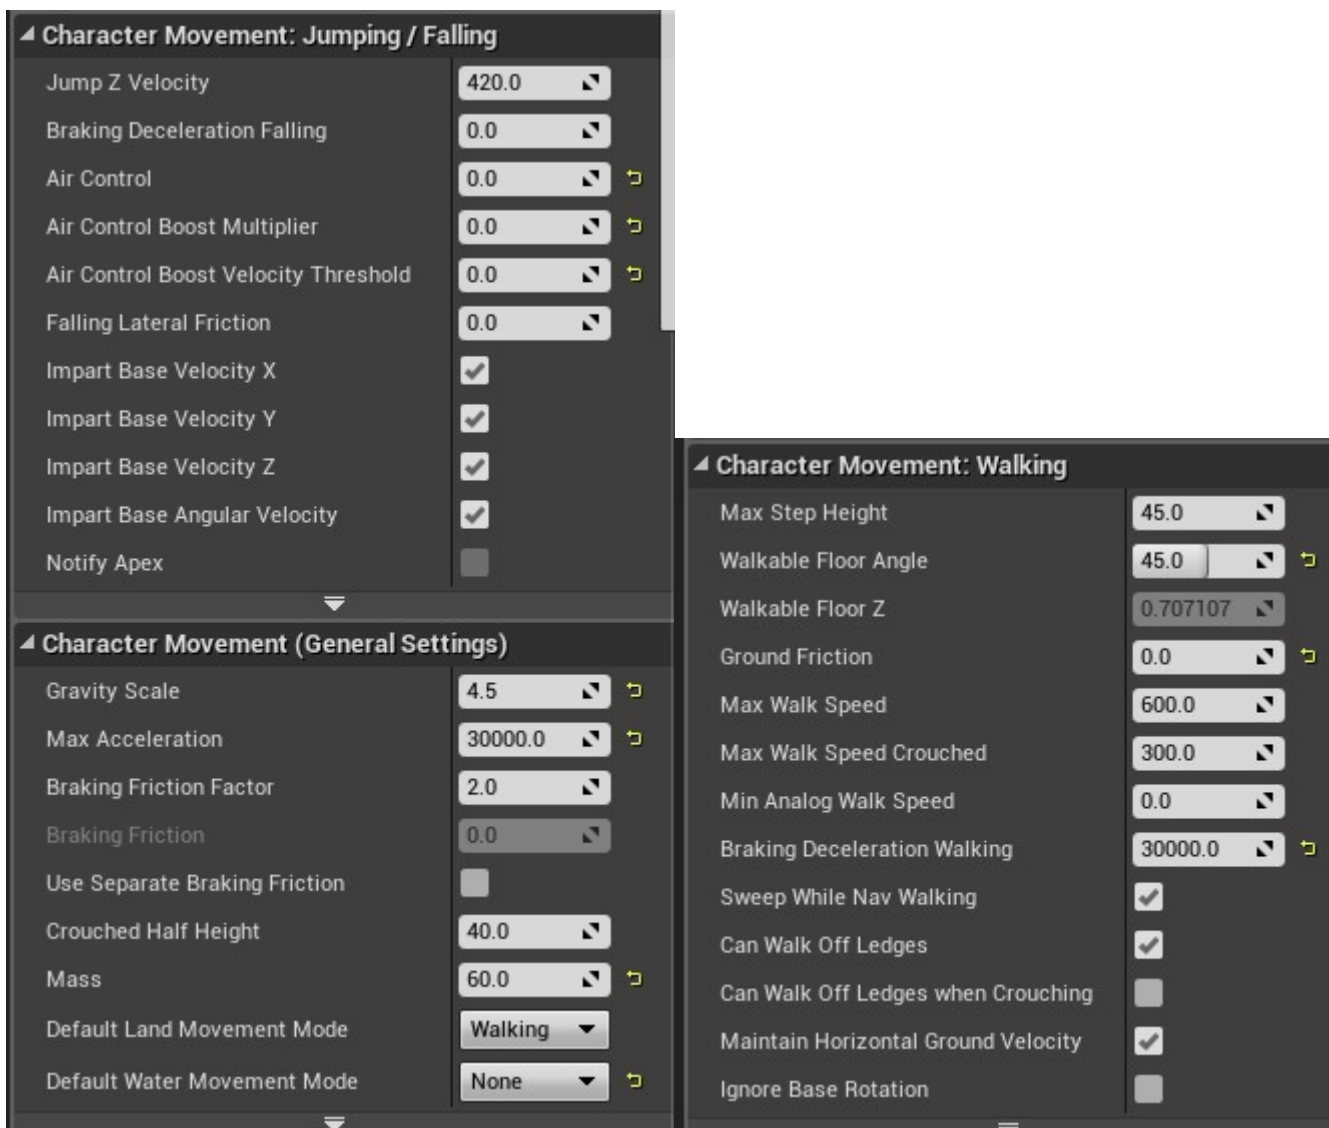 Character Movement: Jumping / Falling
Jump Z Velocity 420.0
Braking Deceleration Falling 0.0
Air Control 0.0
Air Control Boost Multiplier 0.0
Air Control Boost Velocity Threshold 0.0
Falling Lateral Friction 0.0
Impart Base Velocity X
Impart Base Velocity Y
Impart Base Velocity Z
Impart Base Angular Velocity
Notify Apex
Character Movement (General Settings)
Gravity Scale 4.5
Max Acceleration 30000.0
Braking Friction Factor 2.0
Braking Friction 0.0
Use Separate Braking Friction
Crouched Half Height 40.0
Mass 60.0
Default Land Movement Mode Walking
Default Water Movement Mode None
Character Movement: Walking
Max Step Height 45.0
Walkable Floor Angle 45.0
Walkable Floor Z 0.707107
Ground Friction 0.0
Max Walk Speed 600.0
Max Walk Speed Crouched 300.0
Min Analog Walk Speed 0.0
Braking Deceleration Walking 30000.0
Sweep While Nav Walking
Can Walk Off Ledges
Can Walk Off Ledges when Crouching
Maintain Horizontal Ground Velocity
Ignore Base Rotation